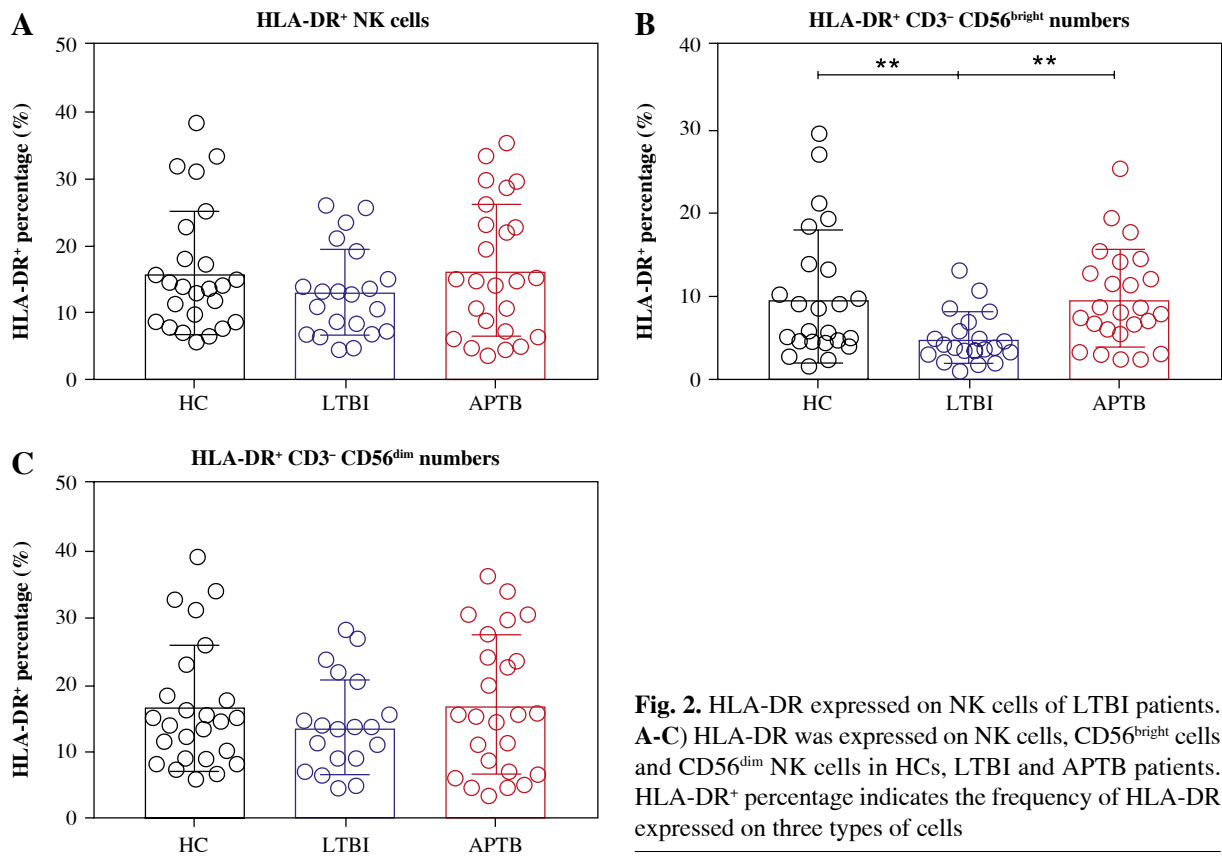 A
HLA-DR⁺ NK cells
HLA-DR⁺ percentage (%)
50
40
30
20
10
0
HC LTBI APTB
B
HLA-DR⁺ CD3⁻ CD56ᵇʳⁱᵍʰᵗ numbers
HLA-DR⁺ percentage (%)
40
30
20
10
0
** **
HC LTBI APTB
C
HLA-DR⁺ CD3⁻ CD56ᵈⁱᵐ numbers
HLA-DR⁺ percentage (%)
50
40
30
20
10
0
HC LTBI APTB
Fig. 2. HLA-DR expressed on NK cells of LTBI patients.
A-C) HLA-DR was expressed on NK cells, CD56ᵇʳⁱᵍʰᵗ cells
and CD56ᵈⁱᵐ NK cells in HCs, LTBI and APTB patients.
HLA-DR⁺ percentage indicates the frequency of HLA-DR
expressed on three types of cells